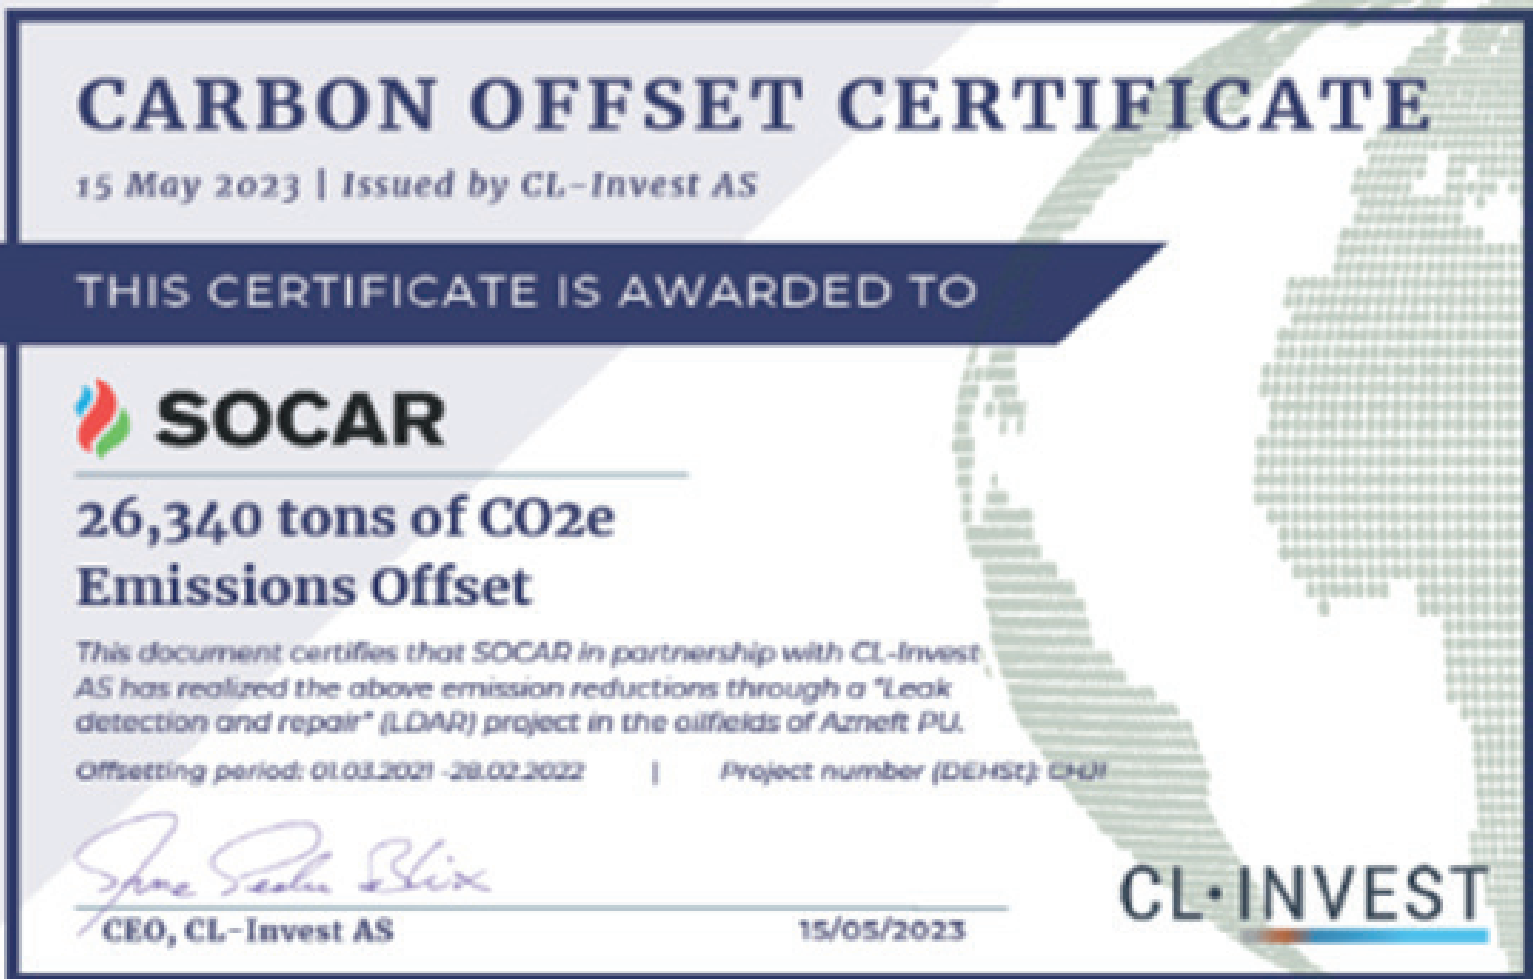 CARBON OFFSET CERTIFICATE
15 May 2023 | Issued by CL-Invest AS
THIS CERTIFICATE IS AWARDED TO
SOCAR
26,340 tons of CO2e
Emissions Offset
This document certifies that SOCAR in partnership with CL-Invest
AS has realized the above emission reductions through a "Leak
detection and repair" (LDAR) project in the oilfields of Azneft PU.
Offsetting period: 01.03.2021 -28.02.2022 | Project number (DEHSt):
CEO, CL-Invest AS
15/05/2023
CL·INVEST